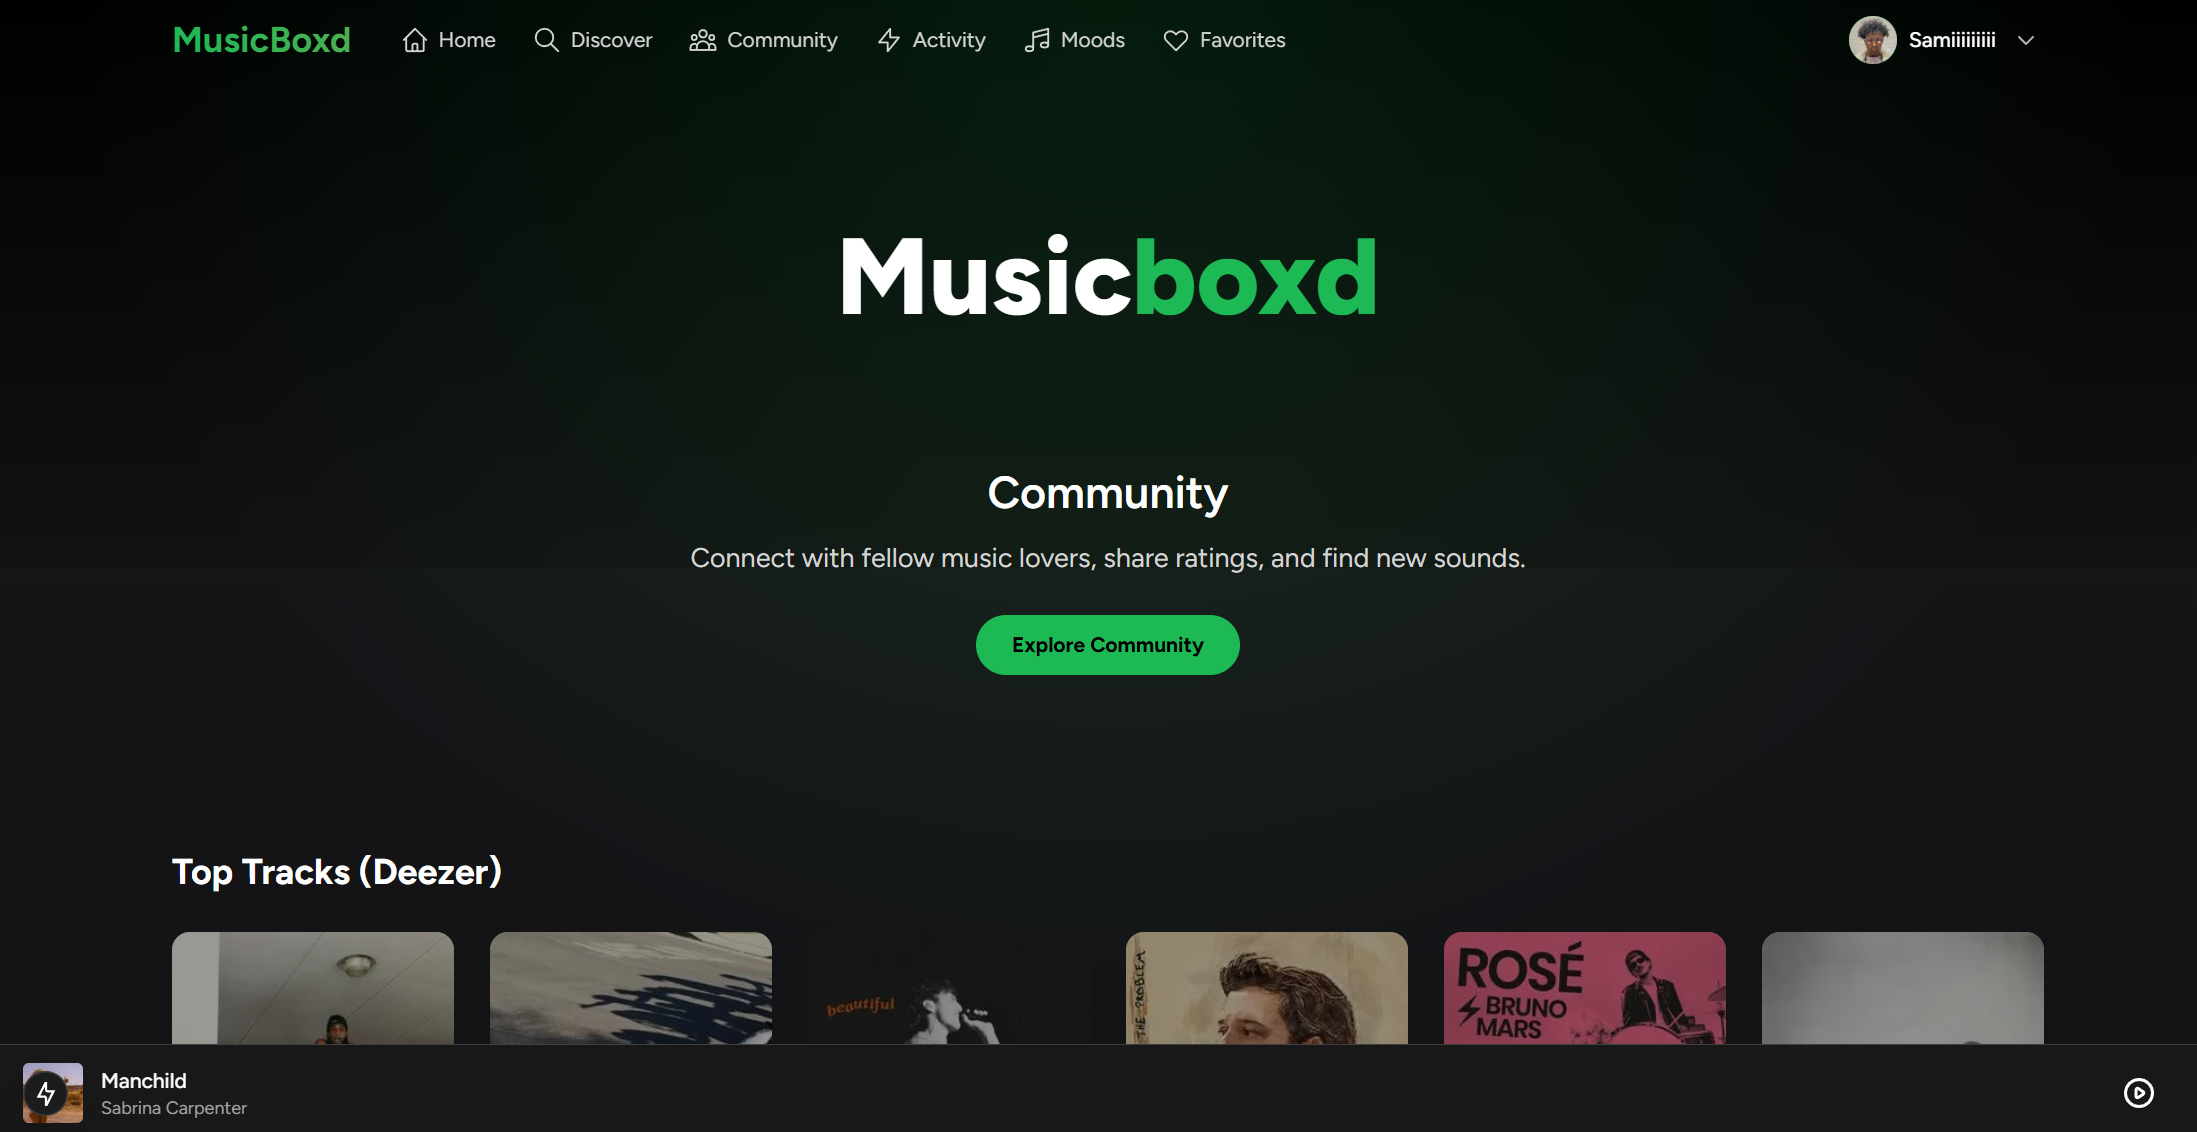 MusicBoxd
Home
Discover
Community
Activity
Moods
Favorites
Samiiiiiiiii
Musicboxd
Community
Connect with fellow music lovers, share ratings, and find new sounds.
Explore Community
Top Tracks (Deezer)
beautiful
THE PROBLEM
ROSÉ
BRUNO
MARS
Manchild
Sabrina Carpenter